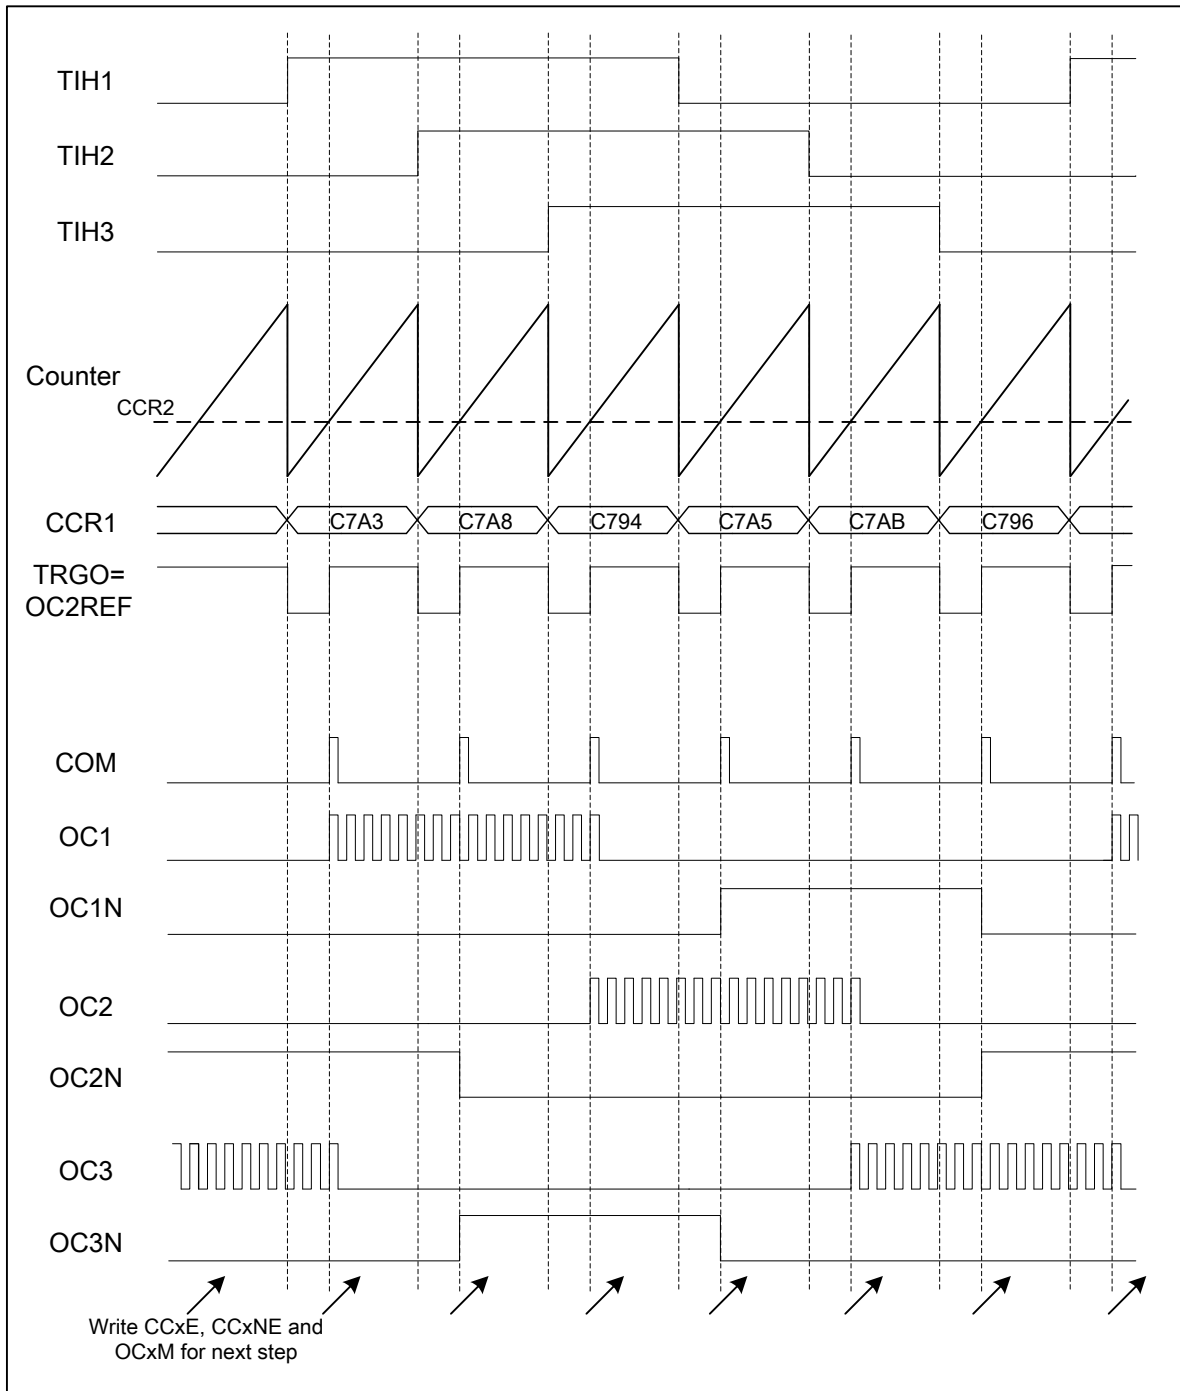 TIH1
TIH2
TIH3
Counter
CCR2
CCR1
C7A3
C7A8
C794
C7A5
C7AB
C796
TRGO=
OC2REF
COM
OC1
OC1N
OC2
OC2N
OC3
OC3N
Write CCxE, CCxNE and
OCxM for next step